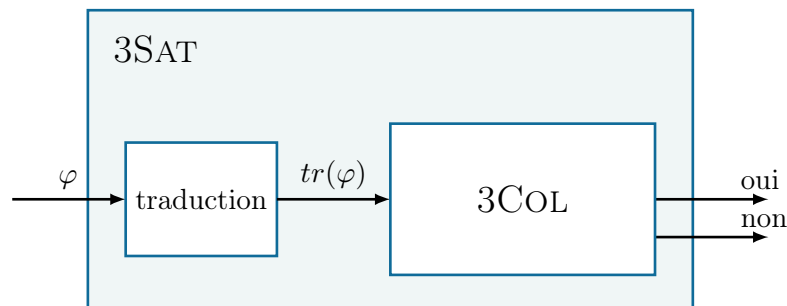 3SAT
φ
traduction
tr(φ)
3COL
oui
non